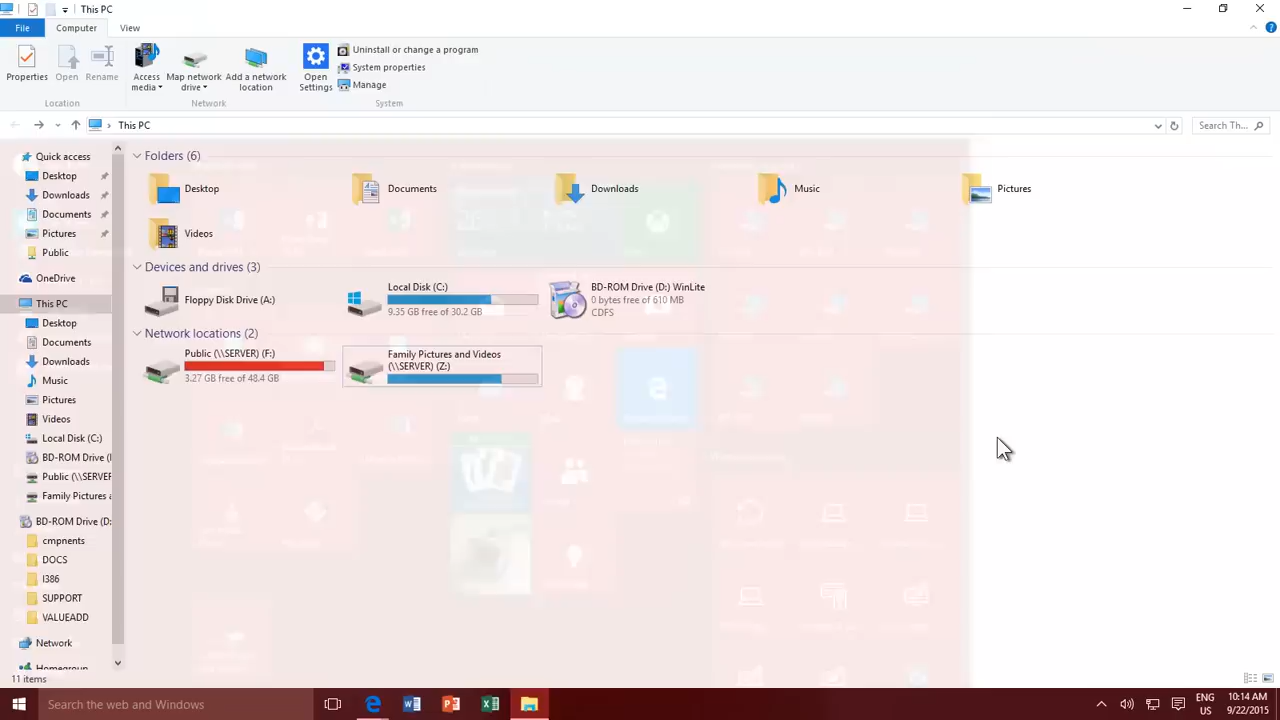 This PC
File
Computer
View
Properties
Open
Rename
Access media
Map network drive
Add a network location
Open Settings
Uninstall or change a program
System properties
Manage
Location
Network
System
This PC
Search Th...
Quick access
Desktop
Downloads
Documents
Pictures
Public
OneDrive
This PC
Desktop
Documents
Downloads
Music
Pictures
Videos
Local Disk (C:)
BD-ROM Drive (
Public (\\SERVER
Family Pictures a
BD-ROM Drive (D:
cmpnents
DOCS
I386
SUPPORT
VALUEADD
Network
Homegroup
Folders (6)
Desktop
Documents
Downloads
Music
Pictures
Videos
Devices and drives (3)
Floppy Disk Drive (A:)
Local Disk (C:)
9.35 GB free of 30.2 GB
BD-ROM Drive (D:) WinLite
0 bytes free of 610 MB
CDFS
Network locations (2)
Public (\\SERVER) (F:)
3.27 GB free of 48.4 GB
Family Pictures and Videos
(\\SERVER) (Z:)
11 items
Search the web and Windows
ENG
US
10:14 AM
9/22/2015